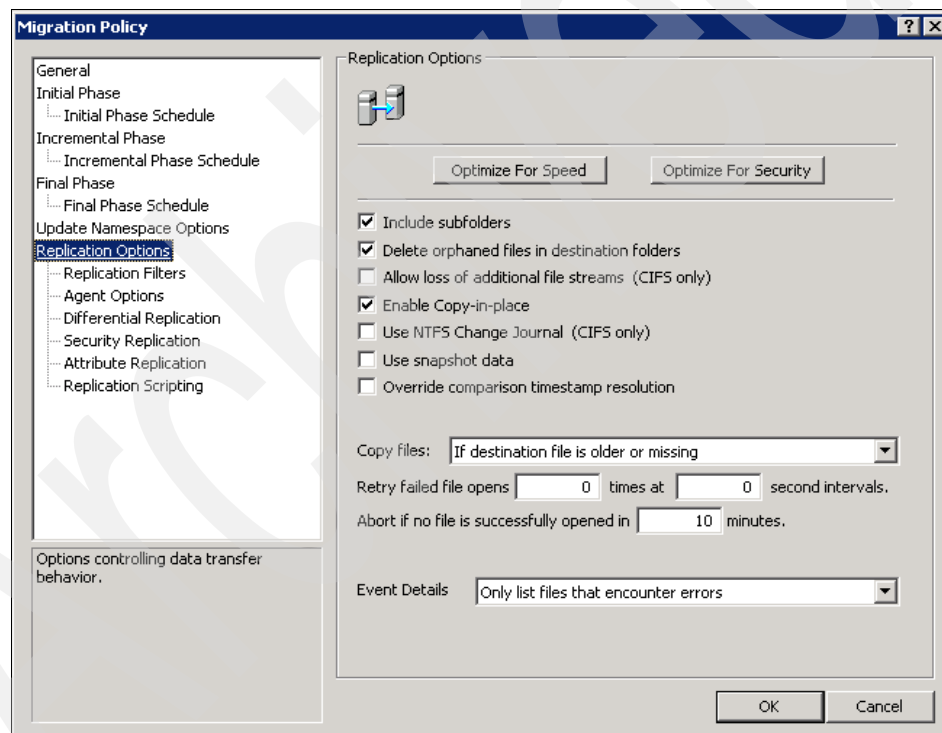 Migration Policy
General
Initial Phase
Initial Phase Schedule
Incremental Phase
Incremental Phase Schedule
Final Phase
Final Phase Schedule
Update Namespace Options
Replication Options
Replication Filters
Agent Options
Differential Replication
Security Replication
Attribute Replication
Replication Scripting
Options controlling data transfer
behavior.
Replication Options
Optimize For Speed Optimize For Security
Include subfolders
Delete orphaned files in destination folders
Allow loss of additional file streams (CIFS only)
Enable Copy-in-place
Use NTFS Change Journal (CIFS only)
Use snapshot data
Override comparison timestamp resolution
Copy files: If destination file is older or missing
Retry failed file opens 0 times at 0 second intervals.
Abort if no file is successfully opened in 10 minutes.
Event Details Only list files that encounter errors
OK Cancel